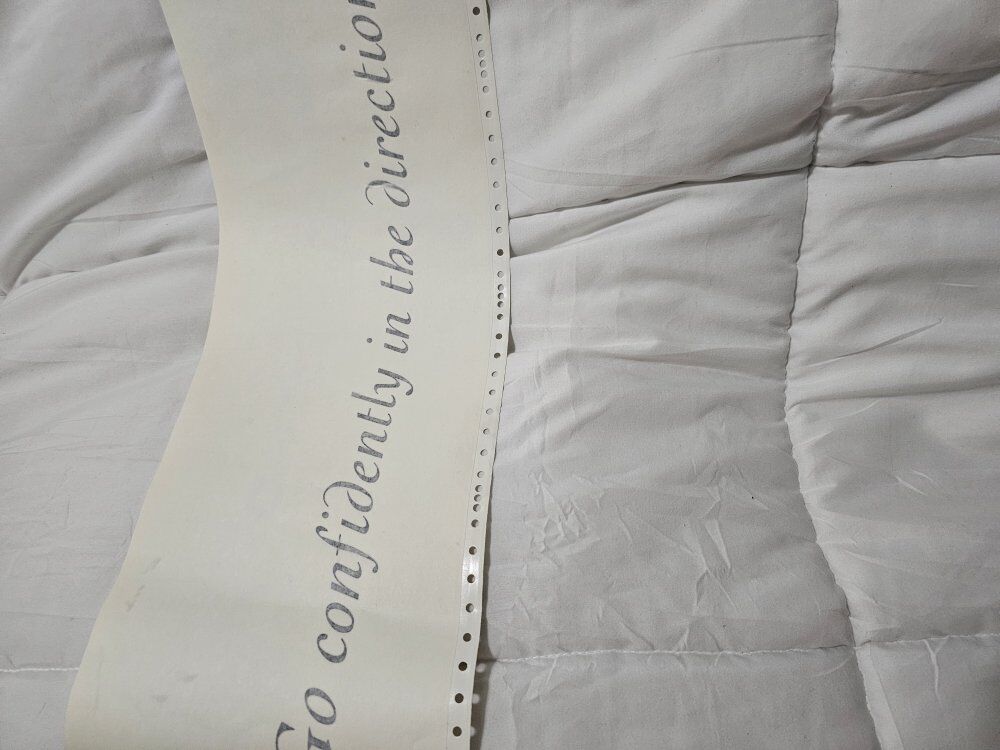 Go confidently in the direction